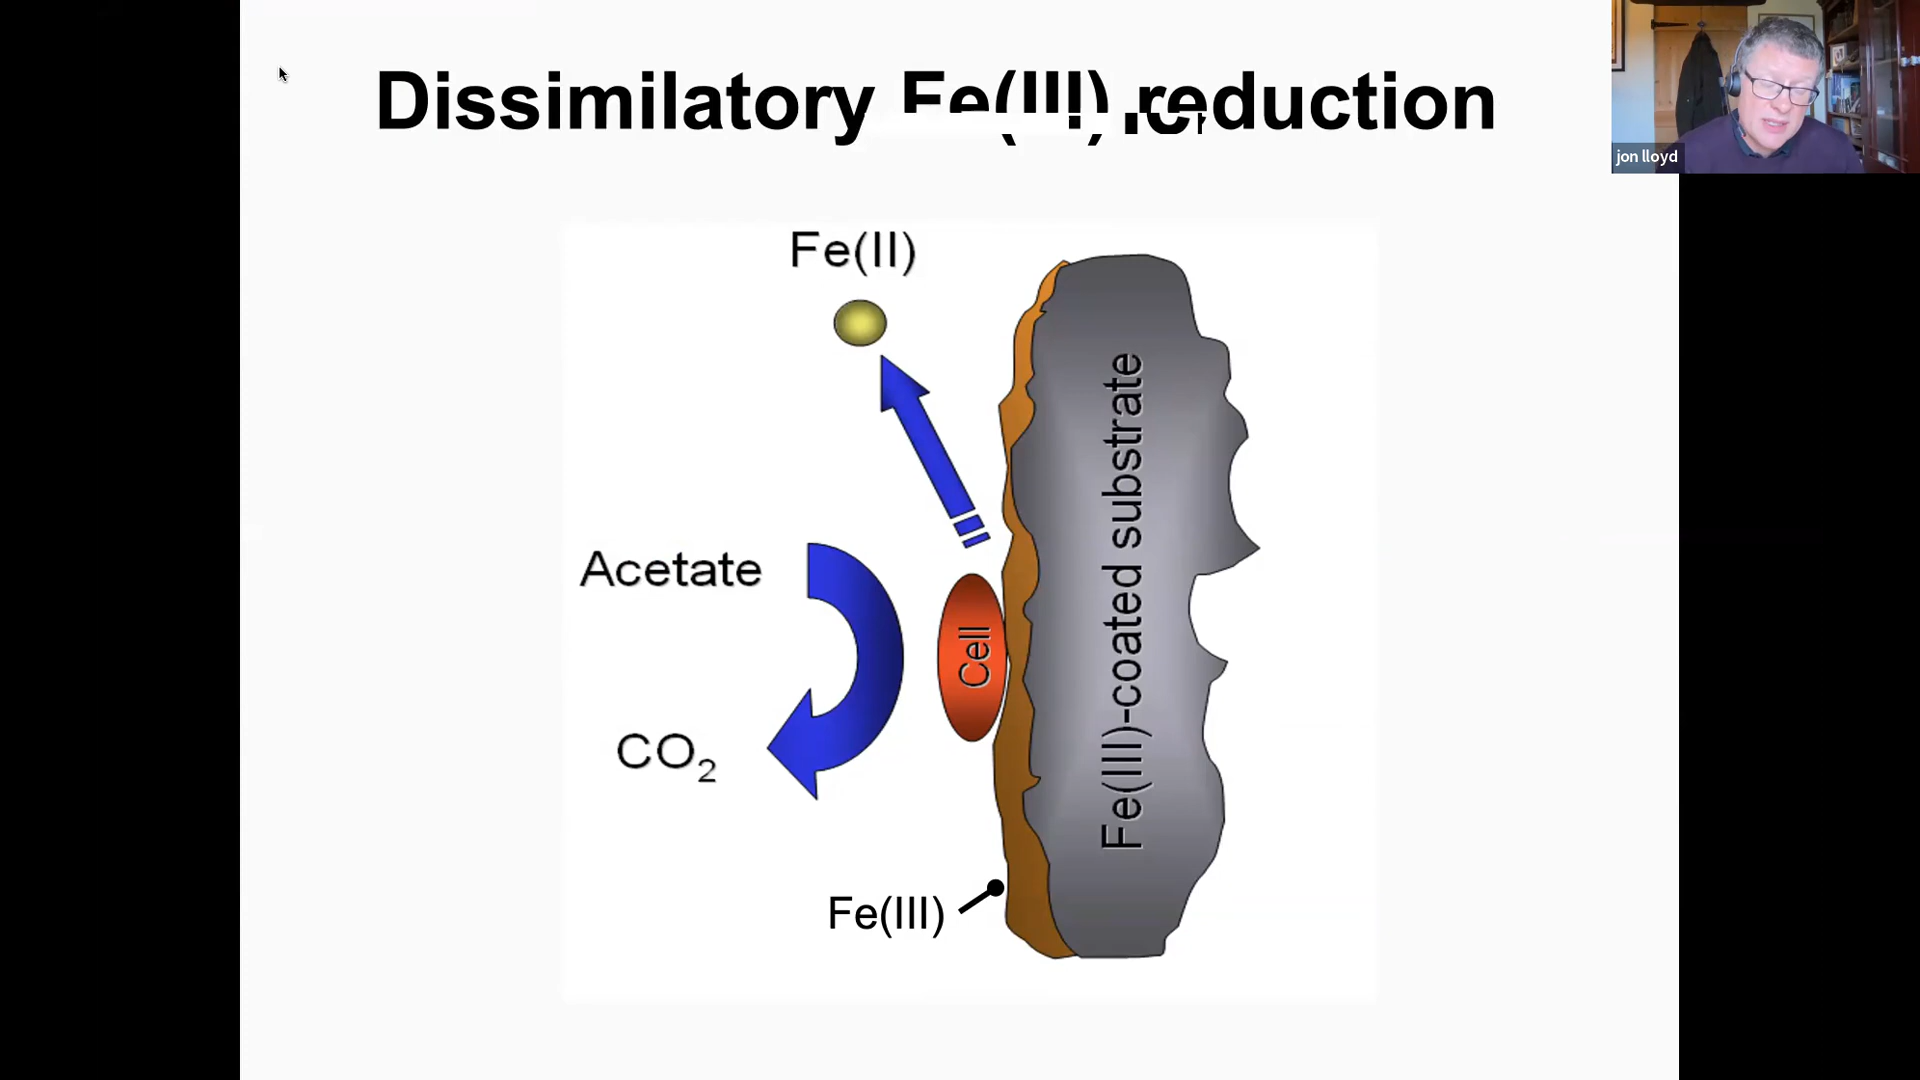 Dissimilatory Fe(III) reduction
jon lloyd
Fe(II)
Acetate
Cell
Fe(III)-coated substrate
CO₂
Fe(III)